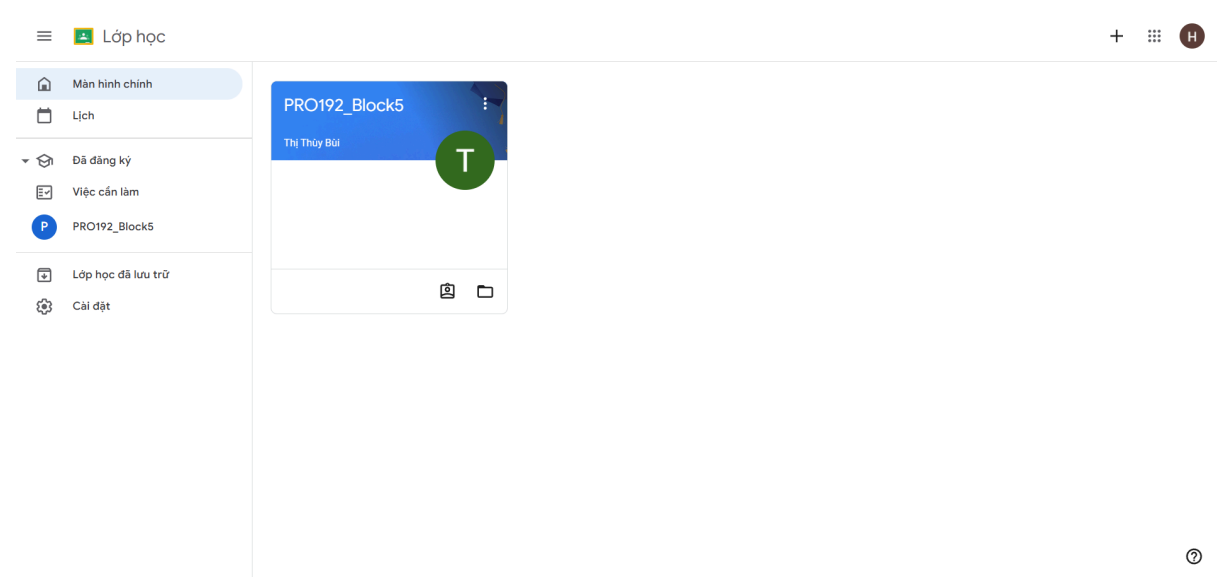 Lớp học
H
Màn hình chính
Lịch
Đã đăng ký
Việc cần làm
P PRO192_Block5
Lớp học đã lưu trữ
Cài đặt
PRO192_Block5
Thị Thùy Bùi
T